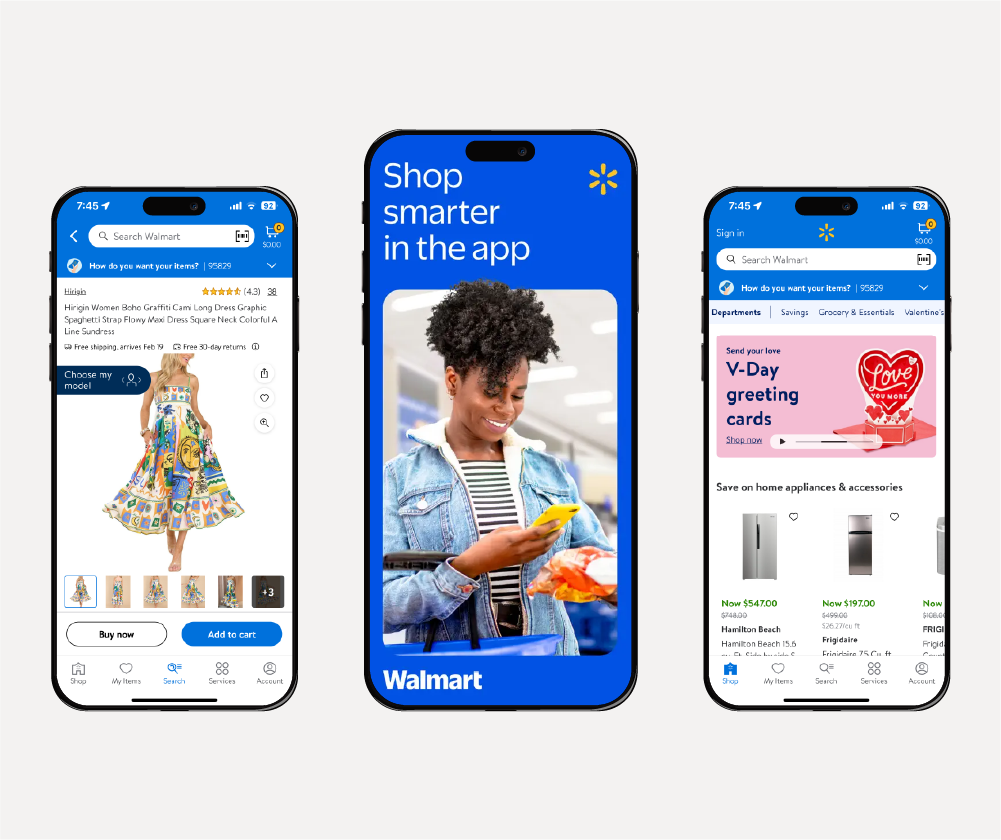 7:45
92
Search Walmart
0
$0.00
How do you want your items? | 95829
Hirigin
(4.3) 38
Hirigin Women Boho Graffiti Cami Long Dress Graphic
Spaghetti Strap Flowy Maxi Dress Square Neck Colorful A
Line Sundress
Free shipping, arrives Feb 19
Free 30-day returns
Choose my
model
+3
Buy now
Add to cart
Shop
My Items
Search
Services
Account
Shop
smarter
in the app
Walmart
7:45
92
Sign in
0
$0.00
Search Walmart
How do you want your items? | 95829
Departments
Savings
Grocery & Essentials
Valentine's
Send your love
V-Day
greeting
cards
Shop now
Love
YOU MORE
Save on home appliances & accessories
Now $547.00
$748.00
Hamilton Beach
Hamilton Beach 15.6
cu. Ft. Side by side S
Now $197.00
$499.00
$26.27/cu ft
Frigidaire
Frigidaire 7.5 Cu. ft.
Now
$108.00
FRIGI
Shop
My Items
Search
Services
Account